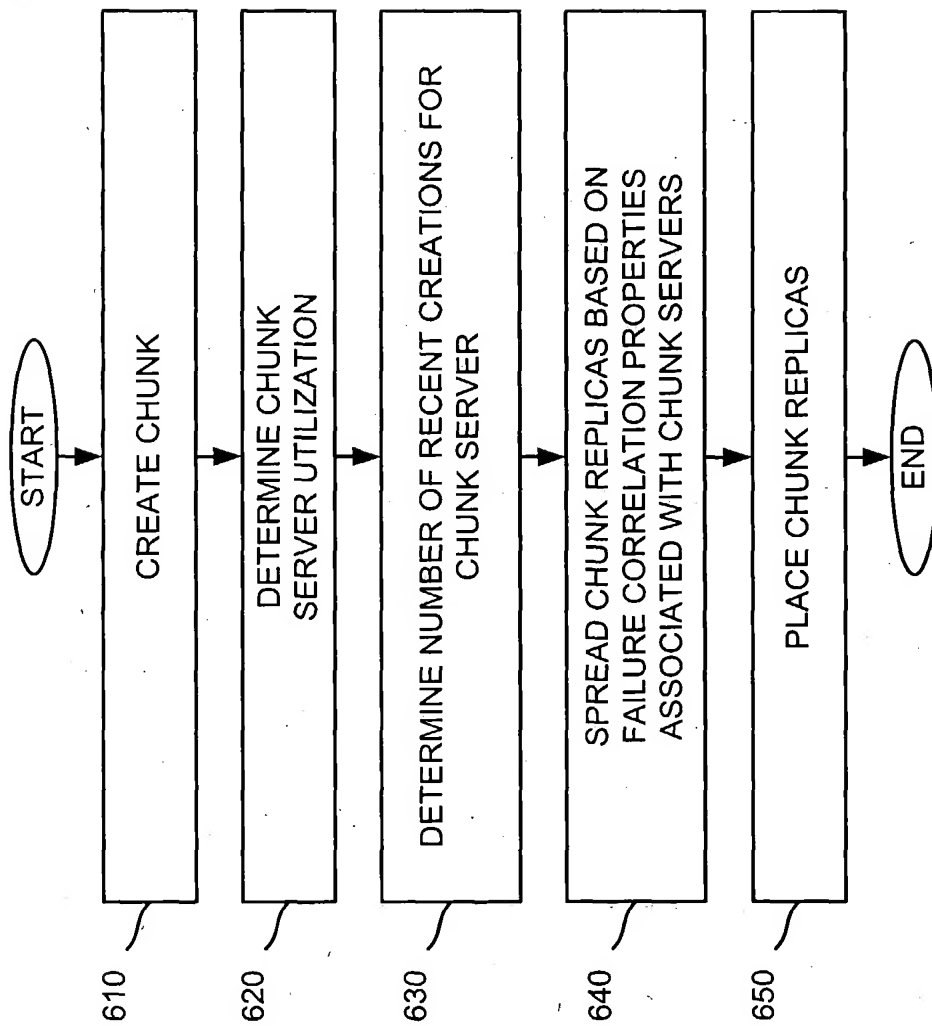 START
610
CREATE CHUNK
620
DETERMINE CHUNK
SERVER UTILIZATION
630
DETERMINE NUMBER OF RECENT CREATIONS FOR
CHUNK SERVER
640
SPREAD CHUNK REPLICAS BASED ON
FAILURE CORRELATION PROPERTIES
ASSOCIATED WITH CHUNK SERVERS
650
PLACE CHUNK REPLICAS
END